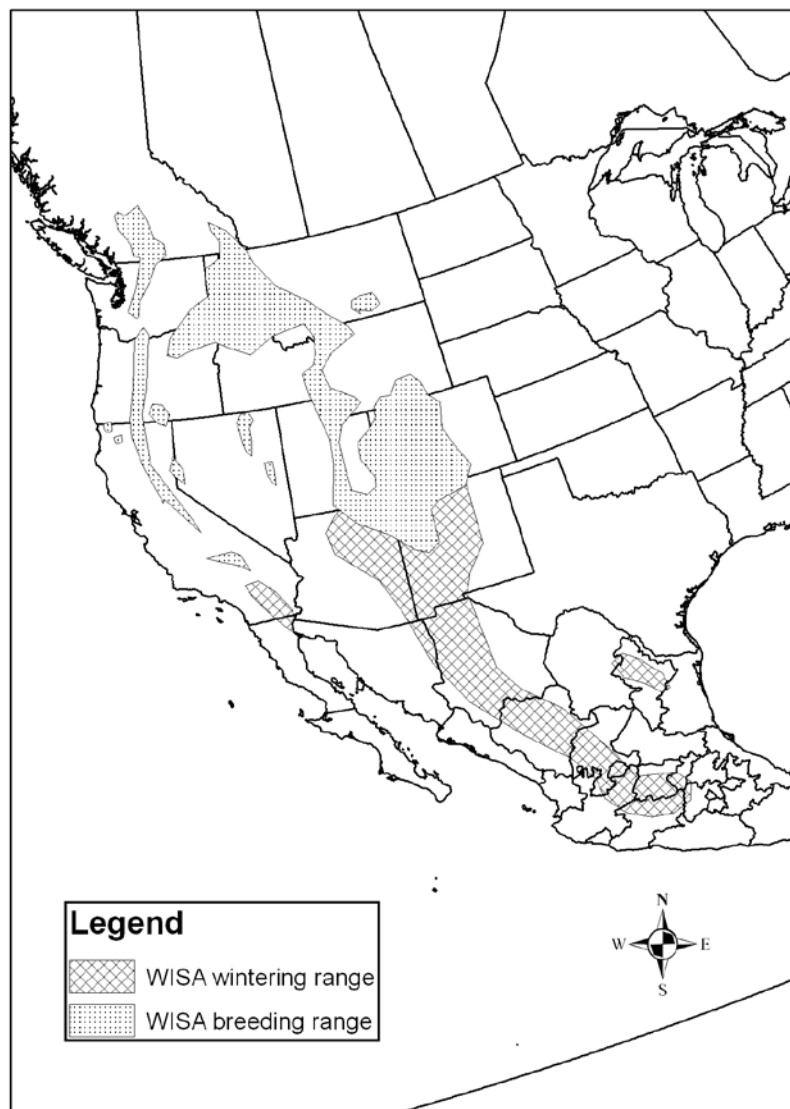 Legend
WISA wintering range
WISA breeding range
N
W E
S